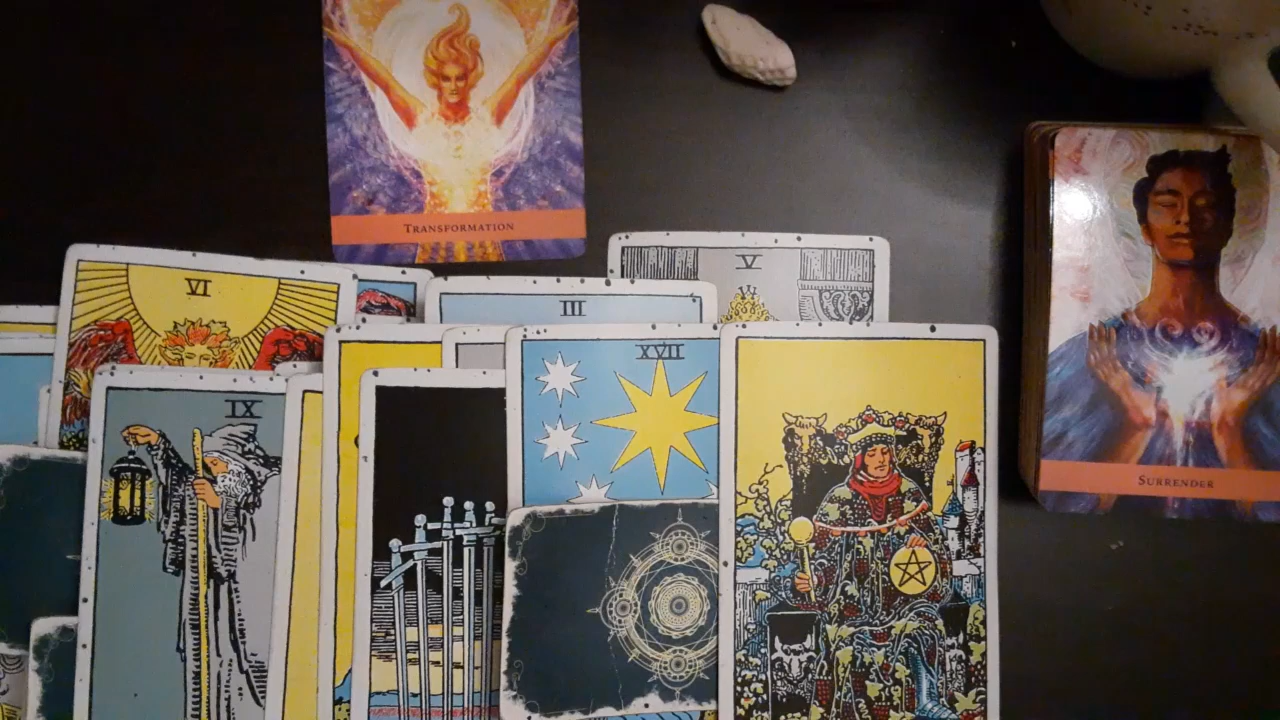 TRANSFORMATION
V
VI
III
XVII
IX
SURRENDER